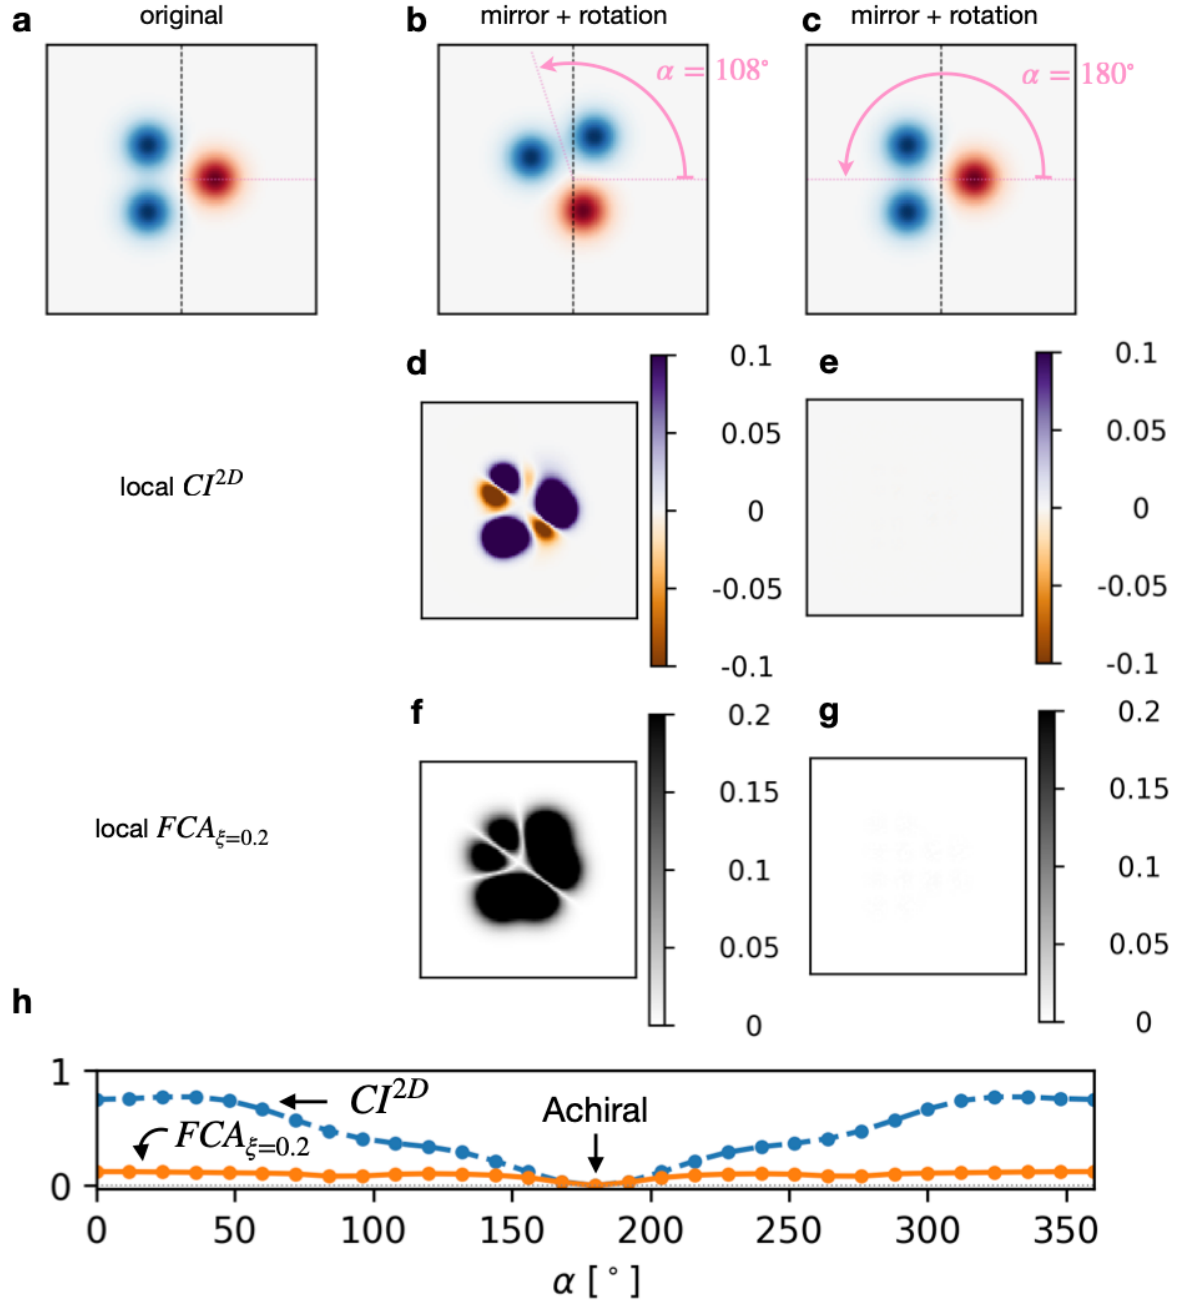 a original b mirror + rotation c mirror + rotation
α = 108° α = 180°
d e
local CI²ᴰ
0.1
0.05
0
-0.05
-0.1
0.1
0.05
0
-0.05
-0.1
f g
local FCA ξ=0.2
0.2
0.15
0.1
0.05
0
0.2
0.15
0.1
0.05
0
h
1
CI²ᴰ
Achiral
FCA ξ=0.2
0
0 50 100 150 200 250 300 350
α [°]